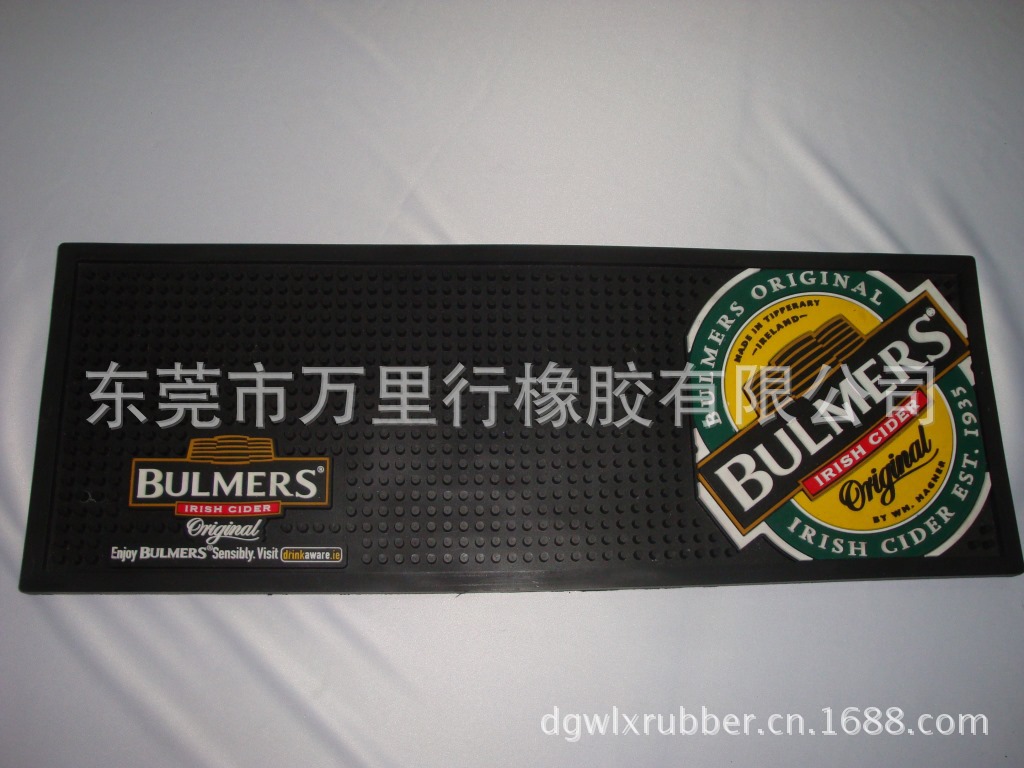 BULMERS ORIGINAL
MADE IN TIPPERARY
—IRELAND—
BULMERS®
IRISH CIDER
Original
BY WM. MAGNER
IRISH CIDER EST. 1935
东莞市万里行橡胶有限公司
BULMERS®
IRISH CIDER
Original
Enjoy BULMERS® Sensibly. Visit drinkaware.ie
dgwlxrubber.cn.1688.com